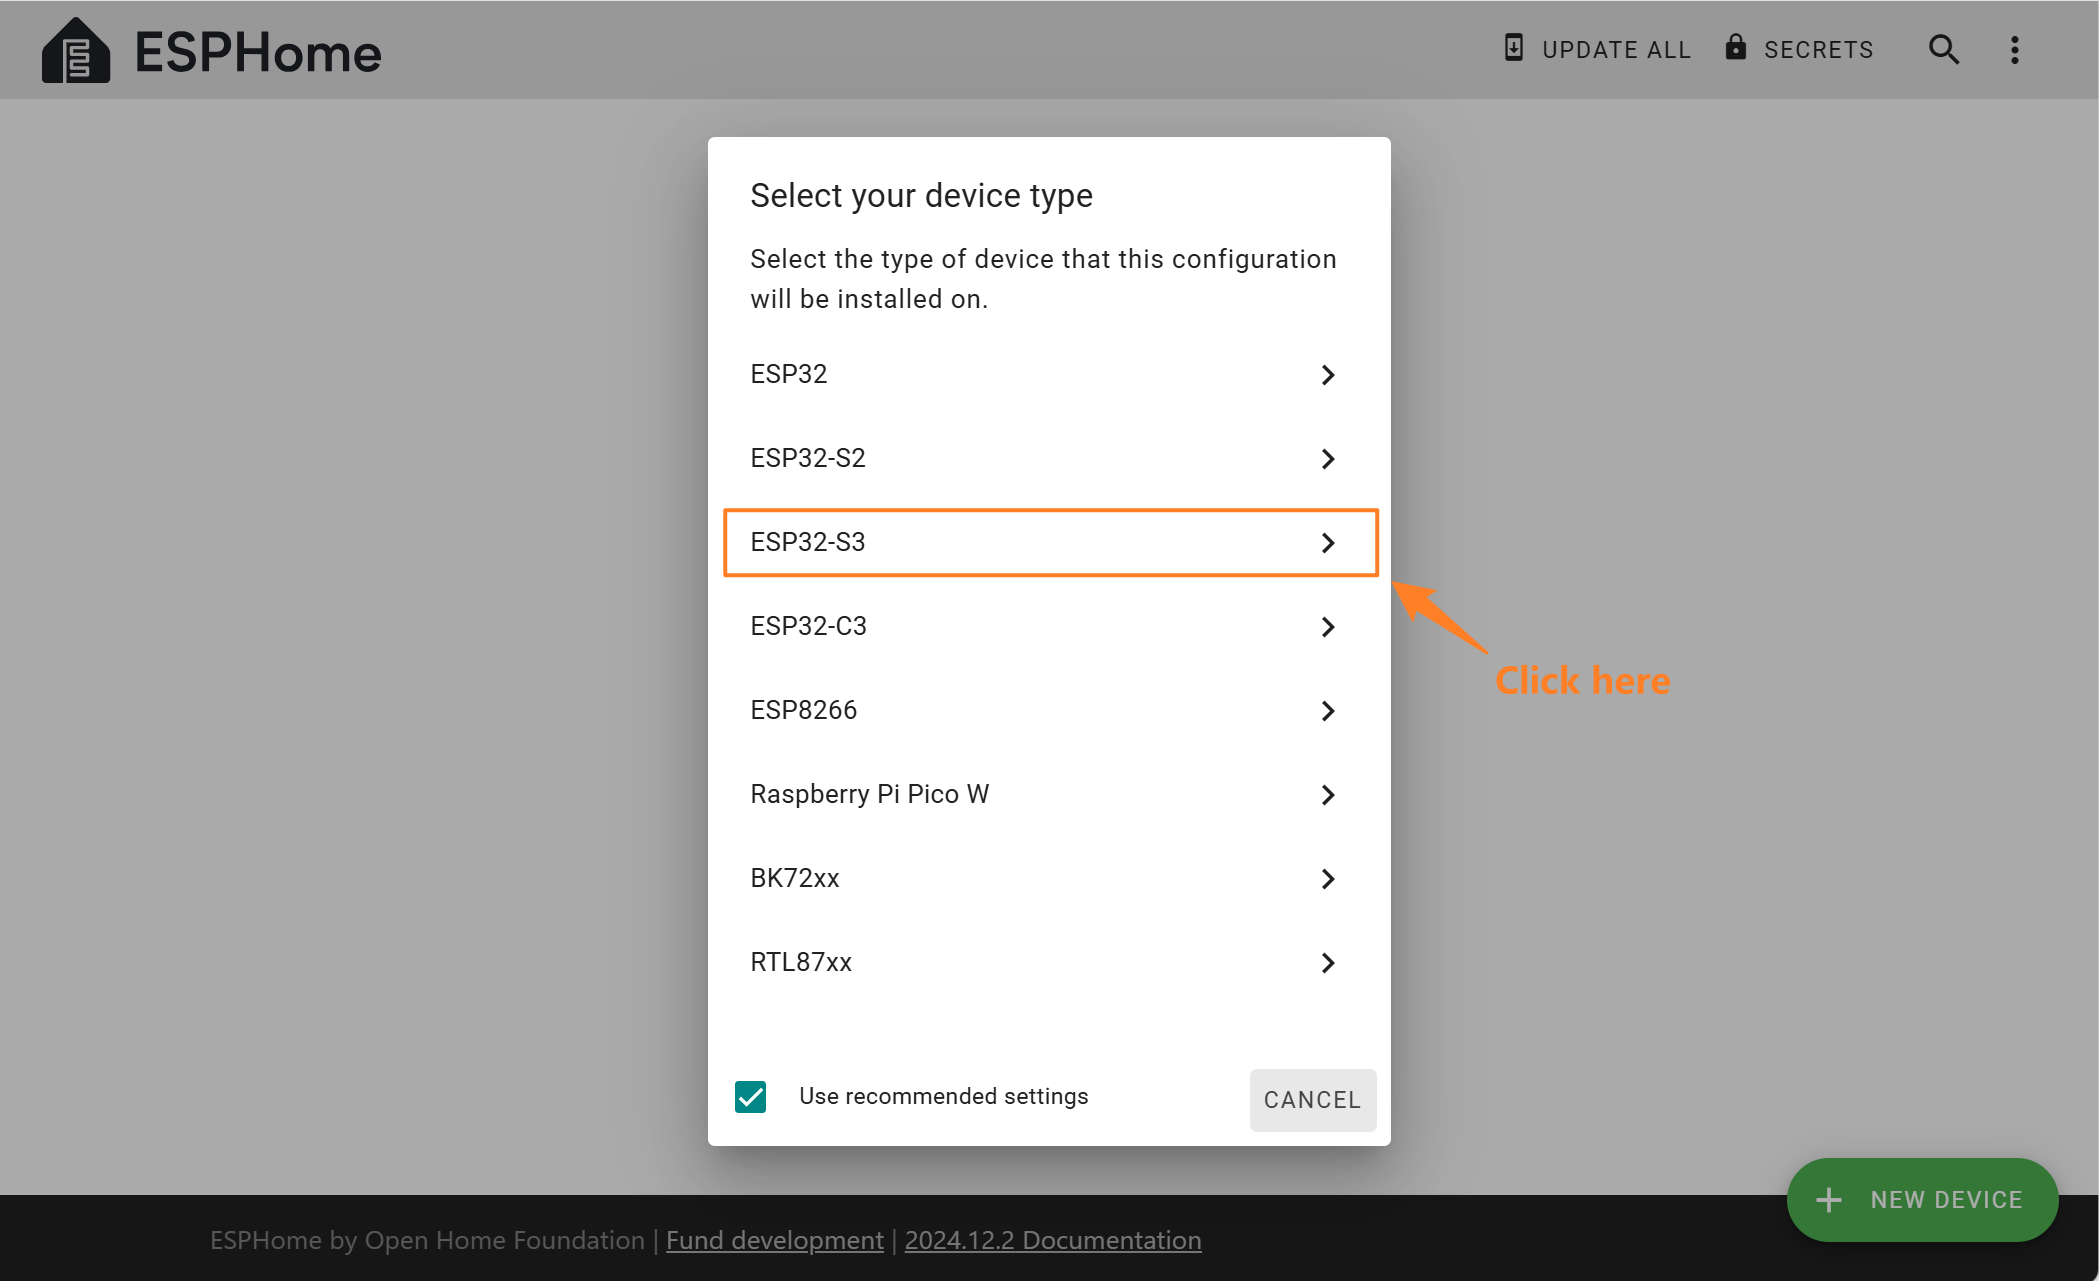 ESPHome
UPDATE ALL
SECRETS
Select your device type
Select the type of device that this configuration
will be installed on.
ESP32
ESP32-S2
ESP32-S3
ESP32-C3
Click here
ESP8266
Raspberry Pi Pico W
BK72xx
RTL87xx
Use recommended settings
CANCEL
NEW DEVICE
ESPHome by Open Home Foundation | Fund development | 2024.12.2 Documentation